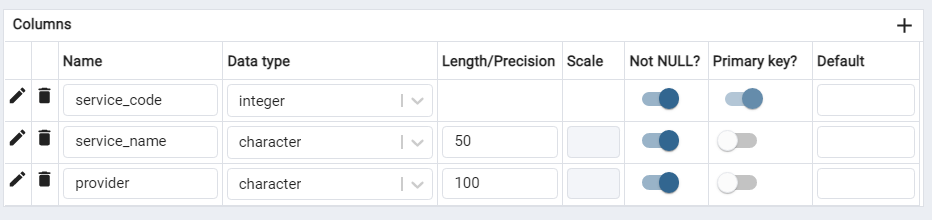 Columns
Name Data type Length/Precision Scale Not NULL? Primary key? Default
service_code integer
service_name character 50
provider character 100